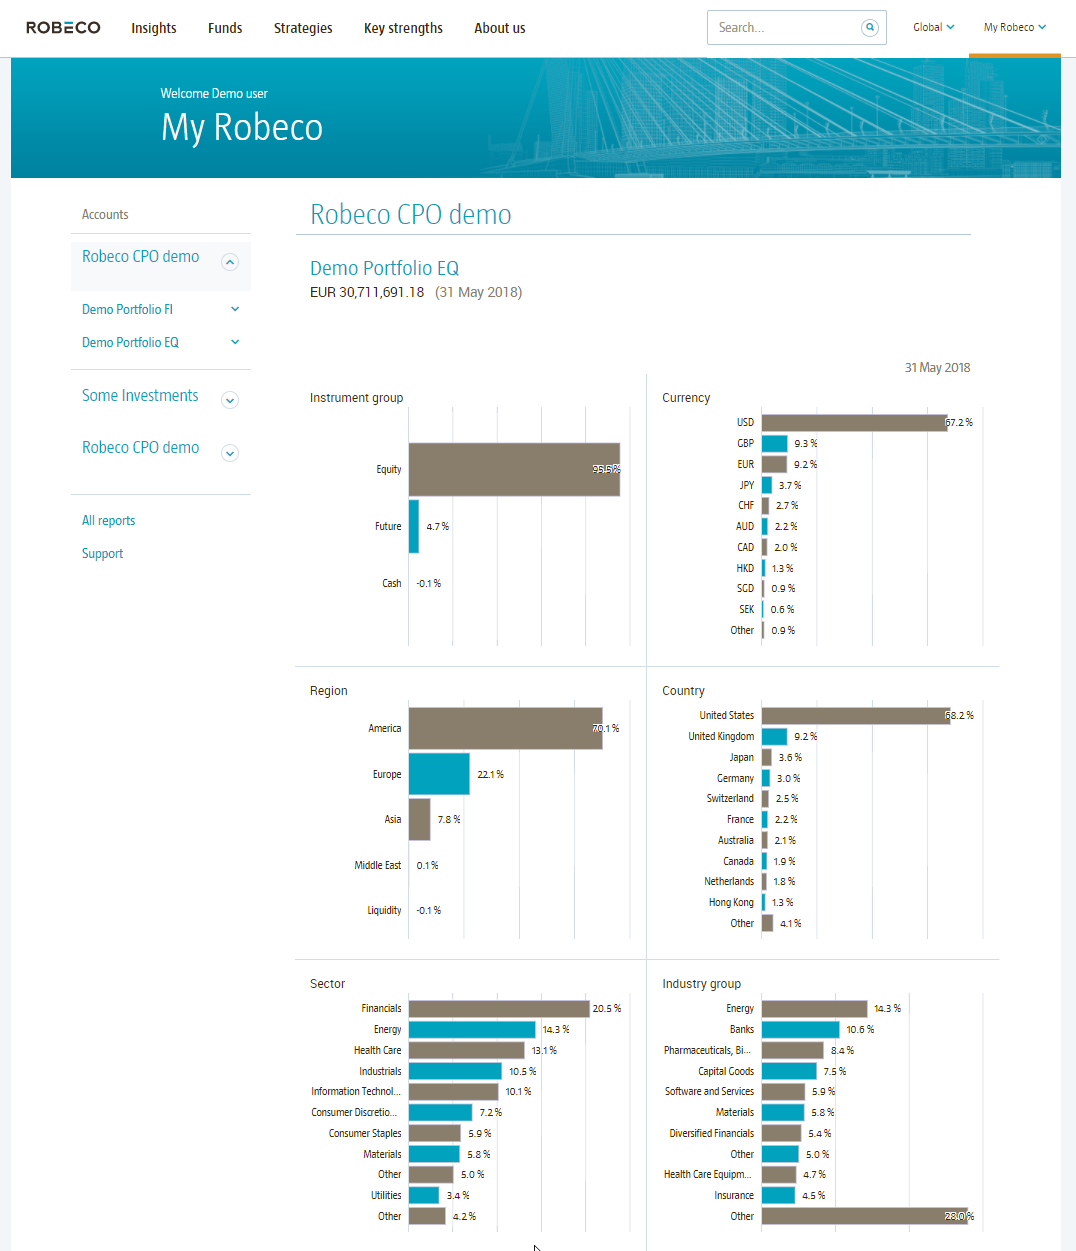 ROBECO Insights Funds Strategies Key strengths About us Search... Global My Robeco
Welcome Demo user
My Robeco
Accounts
Robeco CPO demo
Demo Portfolio FI
Demo Portfolio EQ
Some Investments
Robeco CPO demo
All reports
Support
Robeco CPO demo
Demo Portfolio EQ
EUR 30,711,691.18 (31 May 2018)
31 May 2018
Instrument group
Equity 95.5 %
Future 4.7 %
Cash -0.1 %
Currency
USD 67.2 %
GBP 9.3 %
EUR 9.2 %
JPY 3.7 %
CHF 2.7 %
AUD 2.2 %
CAD 2.0 %
HKD 1.3 %
SGD 0.9 %
SEK 0.6 %
Other 0.9 %
Region
America 70.1 %
Europe 22.1 %
Asia 7.8 %
Middle East 0.1 %
Liquidity -0.1 %
Country
United States 68.2 %
United Kingdom 9.2 %
Japan 3.6 %
Germany 3.0 %
Switzerland 2.5 %
France 2.2 %
Australia 2.1 %
Canada 1.9 %
Netherlands 1.8 %
Hong Kong 1.3 %
Other 4.1 %
Sector
Financials 20.5 %
Energy 14.3 %
Health Care 13.1 %
Industrials 10.5 %
Information Technol... 10.1 %
Consumer Discretio... 7.2 %
Consumer Staples 5.9 %
Materials 5.8 %
Other 5.0 %
Utilities 3.4 %
Other 4.2 %
Industry group
Energy 14.3 %
Banks 10.6 %
Pharmaceuticals, Bi... 8.4 %
Capital Goods 7.5 %
Software and Services 5.9 %
Materials 5.8 %
Diversified Financials 5.4 %
Other 5.0 %
Health Care Equipm... 4.7 %
Insurance 4.5 %
Other 28.0 %